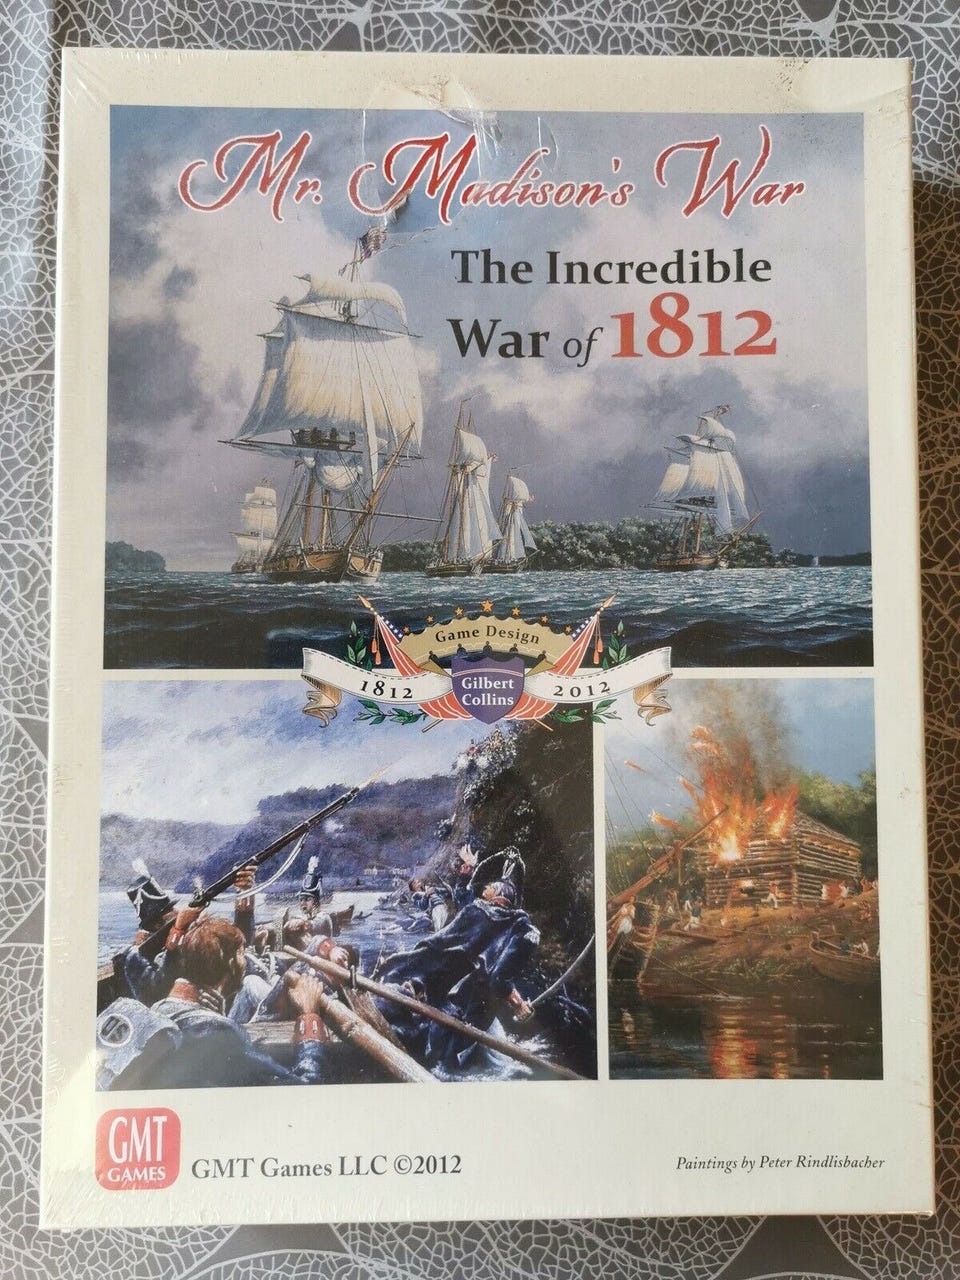 Mr. Madison's War
The Incredible
War of 1812
Game Design
1812
Gilbert
Collins
2012
US
GMT
GAMES
GMT Games LLC ©2012
Paintings by Peter Rindlisbacher